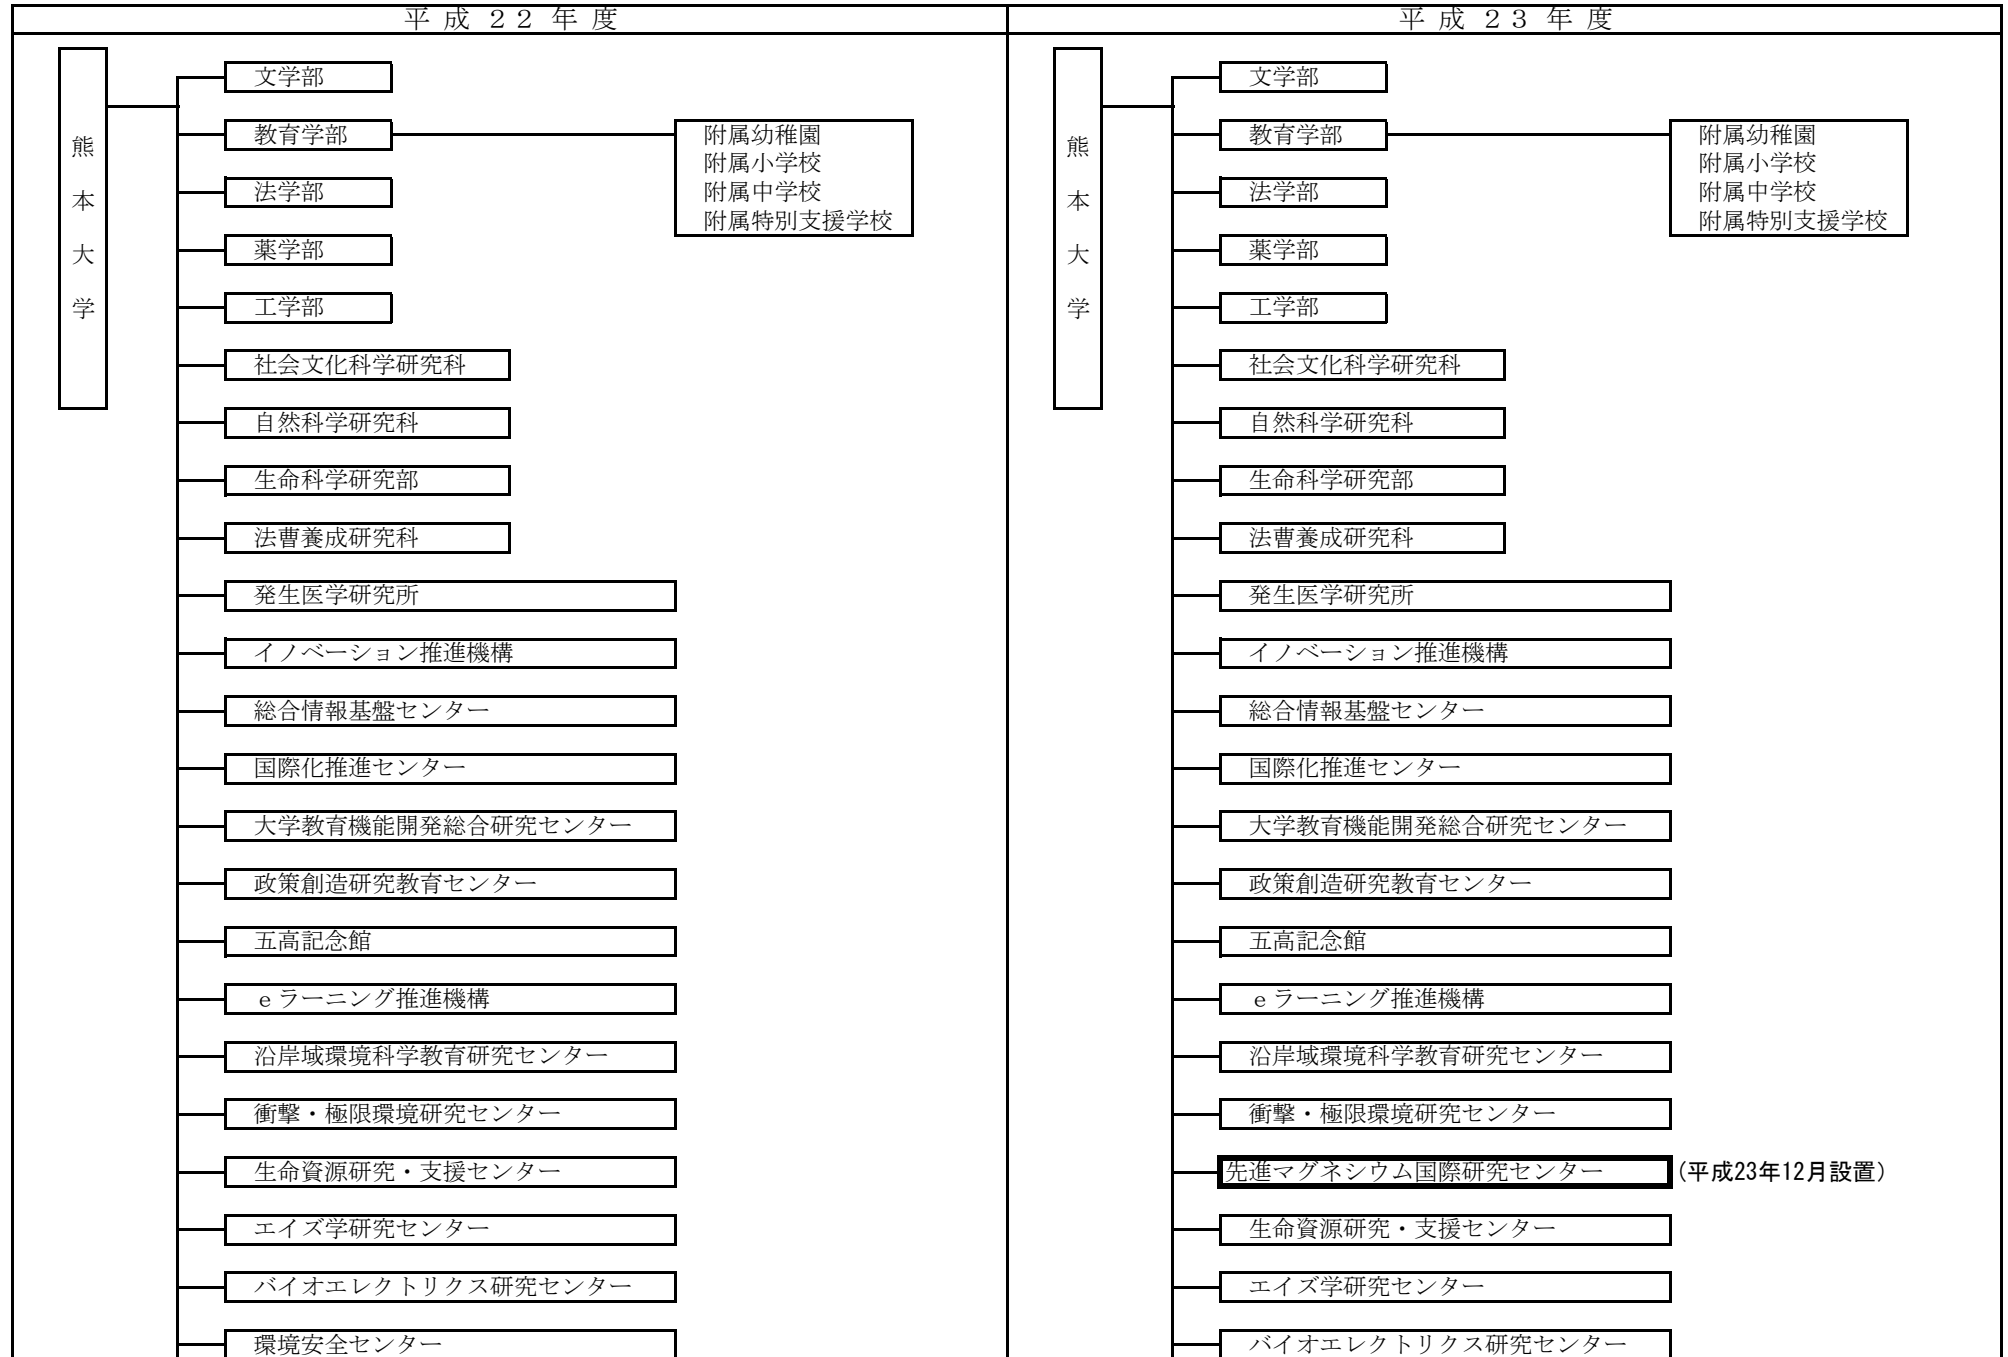 平成２２年度
熊本大学
文学部
教育学部
附属幼稚園
附属小学校
附属中学校
附属特別支援学校
法学部
薬学部
工学部
社会文化科学研究科
自然科学研究科
生命科学研究部
法曹養成研究科
発生医学研究所
イノベーション推進機構
総合情報基盤センター
国際化推進センター
大学教育機能開発総合研究センター
政策創造研究教育センター
五高記念館
ｅラーニング推進機構
沿岸域環境科学教育研究センター
衝撃・極限環境研究センター
生命資源研究・支援センター
エイズ学研究センター
バイオエレクトリクス研究センター
環境安全センター
平成２３年度
熊本大学
文学部
教育学部
附属幼稚園
附属小学校
附属中学校
附属特別支援学校
法学部
薬学部
工学部
社会文化科学研究科
自然科学研究科
生命科学研究部
法曹養成研究科
発生医学研究所
イノベーション推進機構
総合情報基盤センター
国際化推進センター
大学教育機能開発総合研究センター
政策創造研究教育センター
五高記念館
ｅラーニング推進機構
沿岸域環境科学教育研究センター
衝撃・極限環境研究センター
先進マグネシウム国際研究センター (平成23年12月設置）
生命資源研究・支援センター
エイズ学研究センター
バイオエレクトリクス研究センター